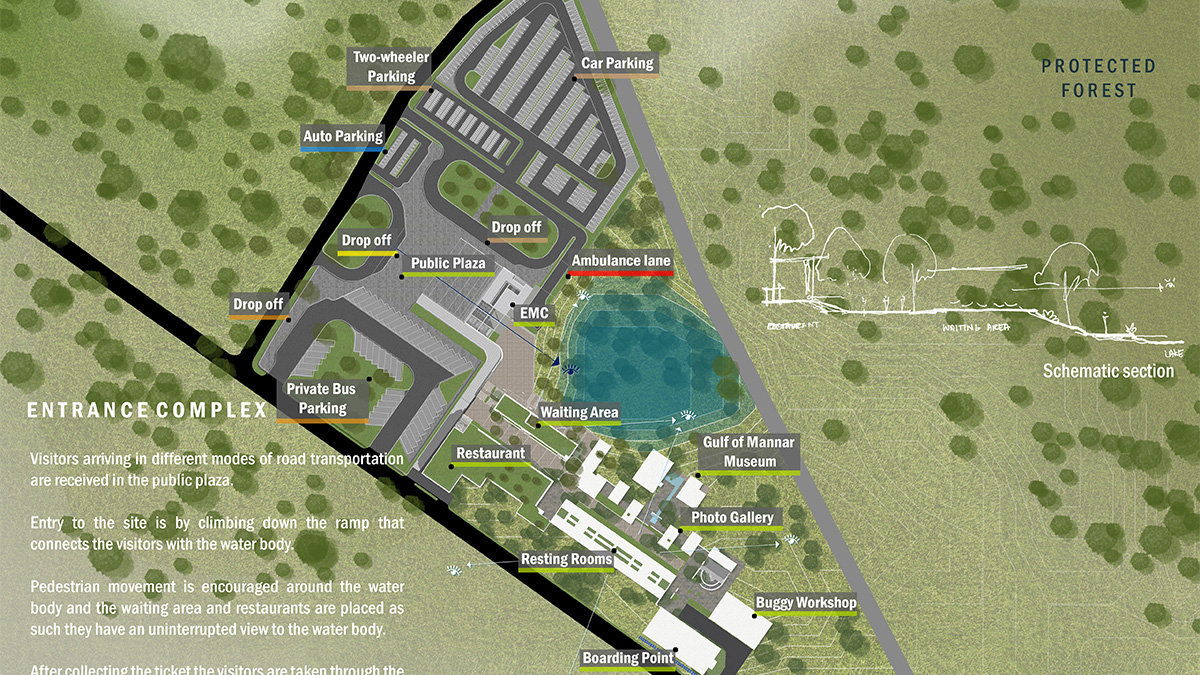 Two-wheeler
Parking
Car Parking
PROTECTED
FOREST
Auto Parking
Drop off
Drop off
Public Plaza
Ambulance lane
Drop off
EMC
RESTAURANT
WAITING AREA
LAKE
Schematic section
Private Bus
Parking
ENTRANCE COMPLEX
Waiting Area
Restaurant
Gulf of Mannar
Museum
Photo Gallery
Resting Rooms
Buggy Workshop
Boarding Point
Visitors arriving in different modes of road transportation
are received in the public plaza.
Entry to the site is by climbing down the ramp that
connects the visitors with the water body.
Pedestrian movement is encouraged around the water
body and the waiting area and restaurants are placed as
such they have an uninterrupted view to the water body.
After collecting the ticket the visitors are taken through the